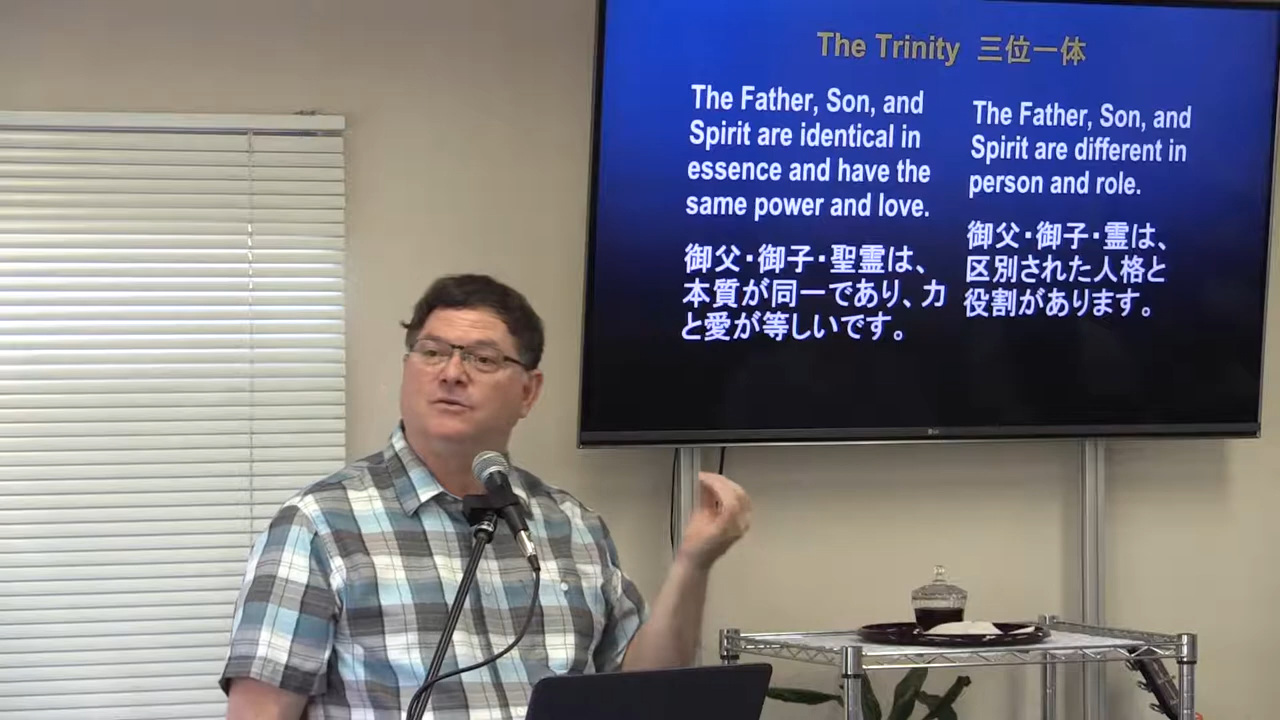 The Trinity 三位一体
The Father, Son, and
Spirit are identical in
essence and have the
same power and love.
御父・御子・聖霊は、
本質が同一であり、力
と愛が等しいです。
The Father, Son, and
Spirit are different in
person and role.
御父・御子・霊は、
区別された人格と
役割があります。